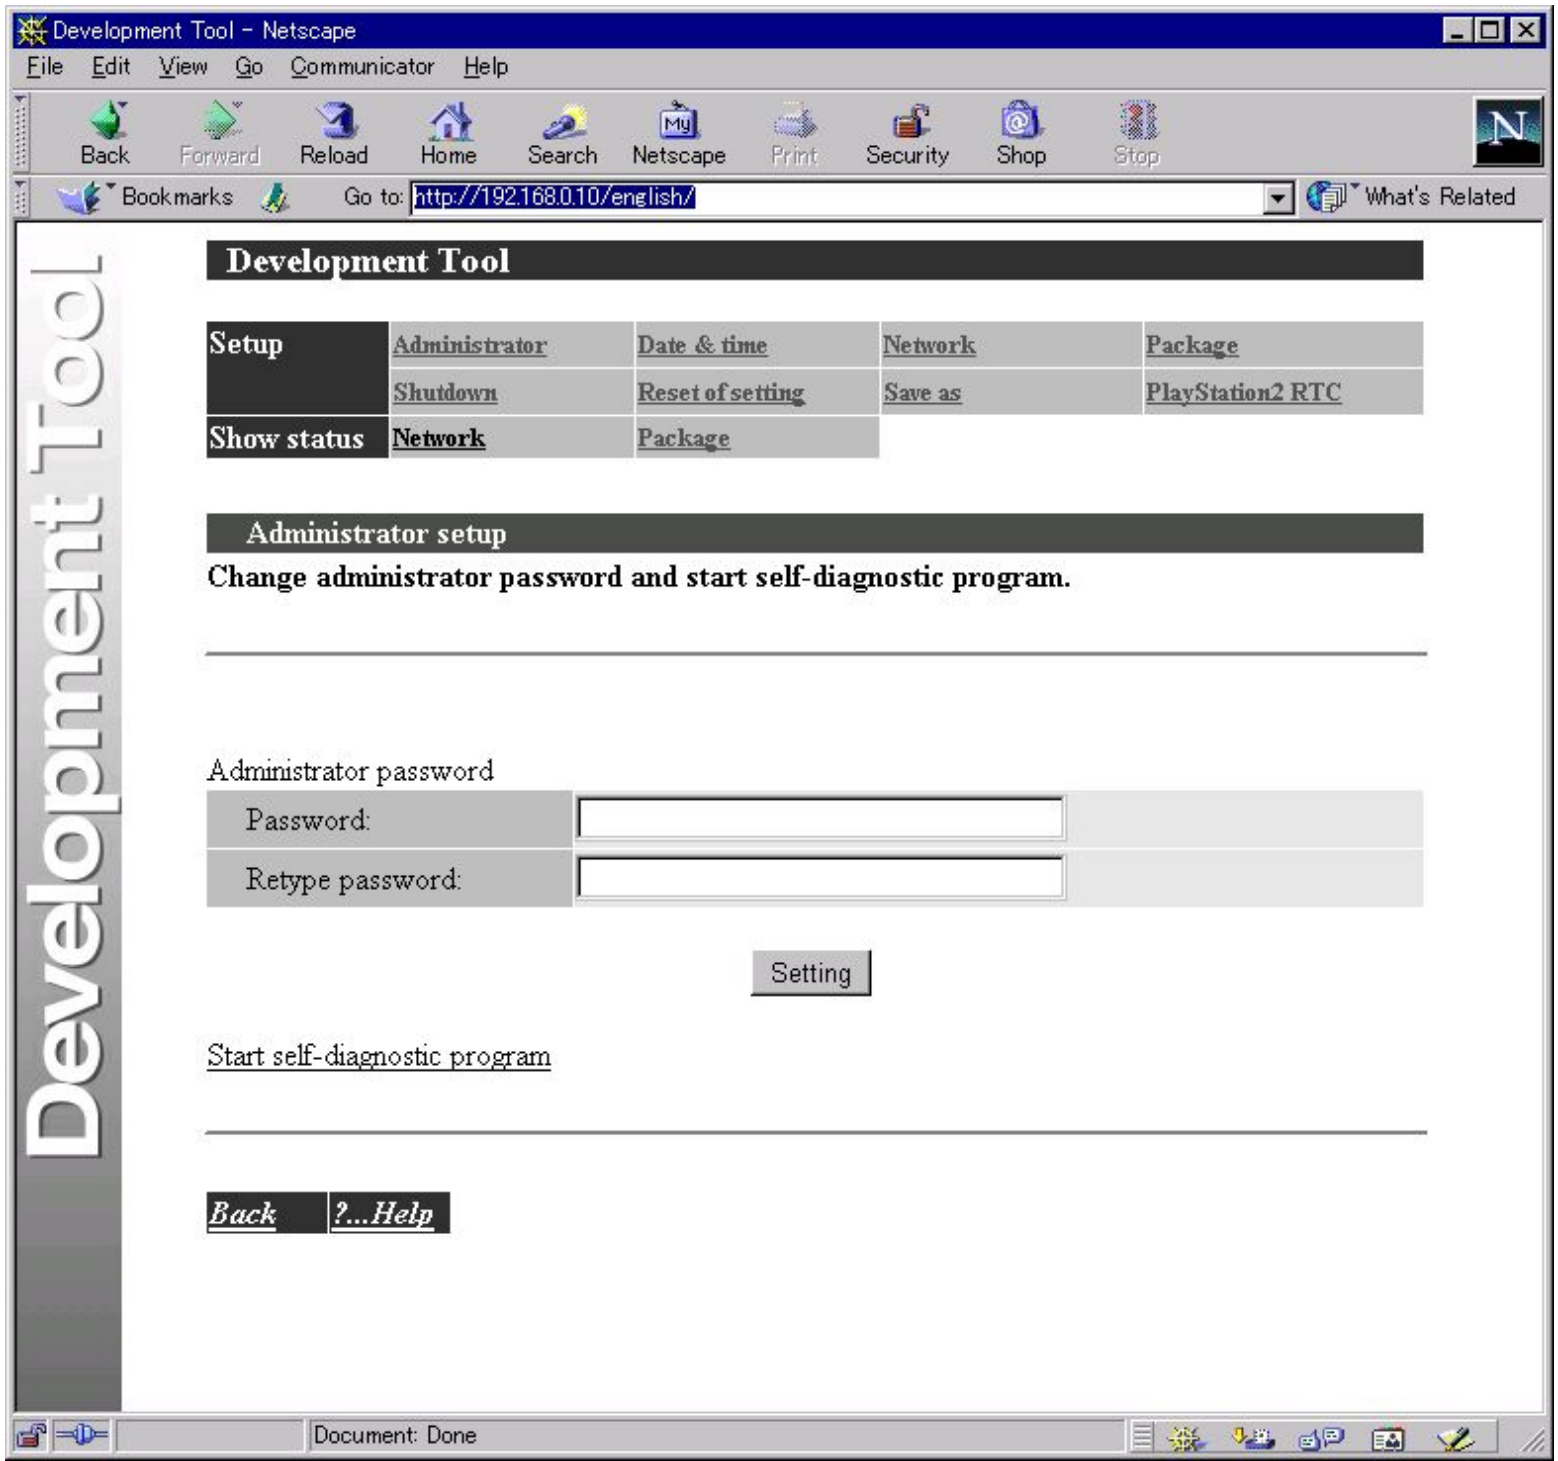 Development Tool - Netscape
File Edit View Go Communicator Help
Back Forward Reload Home Search Netscape Print Security Shop Stop
My
N
Bookmarks Go to: http://192.168.0.10/english/ What's Related
Development Tool
Development Tool
Setup Administrator Date & time Network Package
Shutdown Reset of setting Save as PlayStation2 RTC
Show status Network Package
Administrator setup
Change administrator password and start self-diagnostic program.
Administrator password
Password:
Retype password:
Setting
Start self-diagnostic program
Back ?...Help
Document: Done